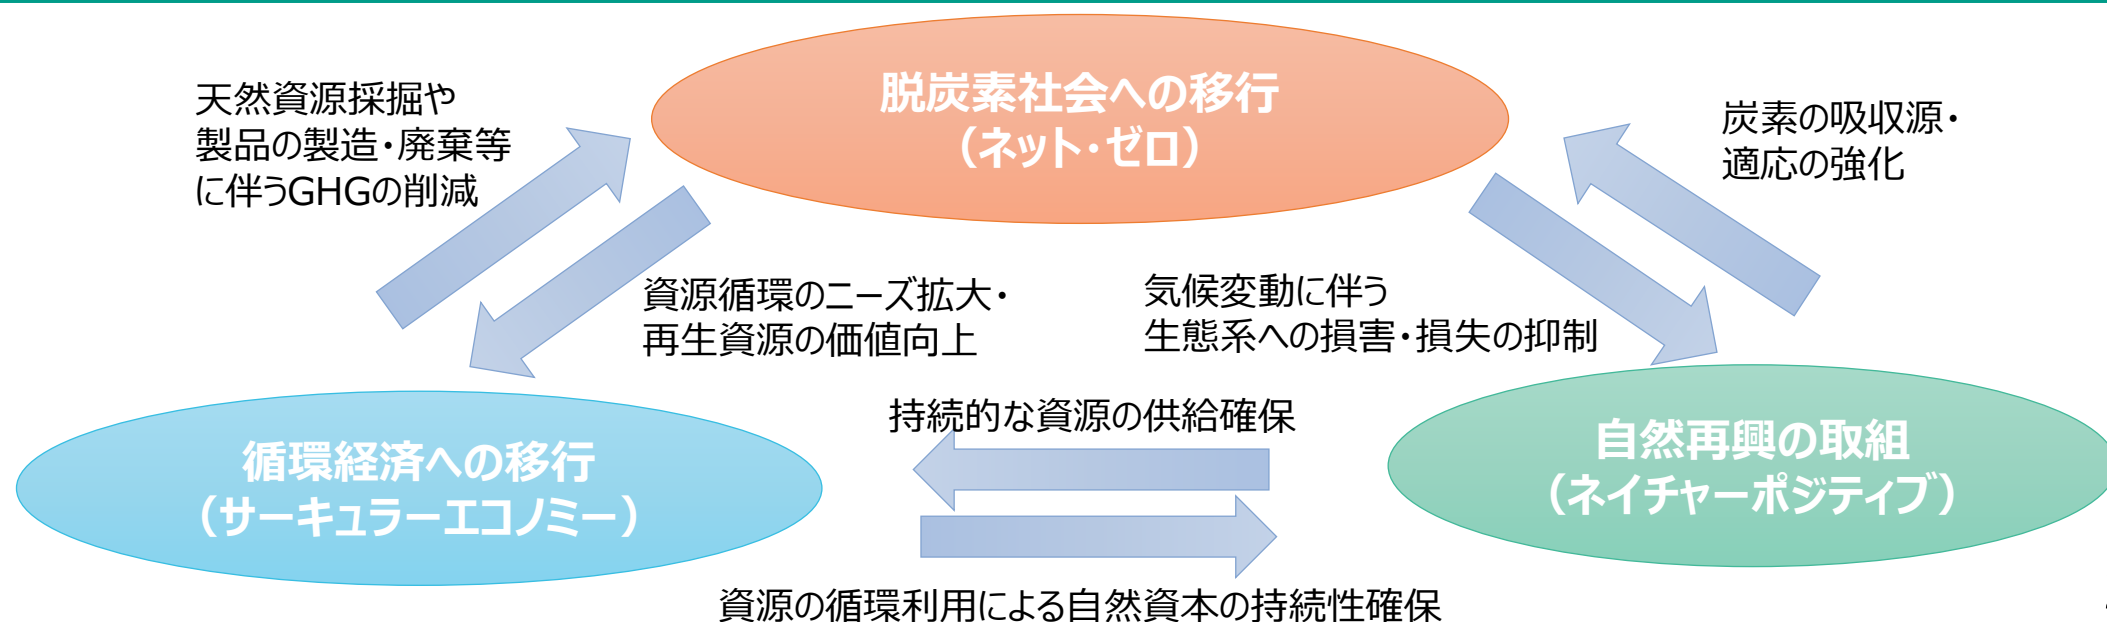 脱炭素社会への移行
（ネット・ゼロ）
天然資源採掘や
製品の製造・廃棄等
に伴うGHGの削減
炭素の吸収源・
適応の強化
資源循環のニーズ拡大・
再生資源の価値向上
気候変動に伴う
生態系への損害・損失の抑制
持続的な資源の供給確保
循環経済への移行
（サーキュラーエコノミー）
自然再興の取組
（ネイチャーポジティブ）
資源の循環利用による自然資本の持続性確保